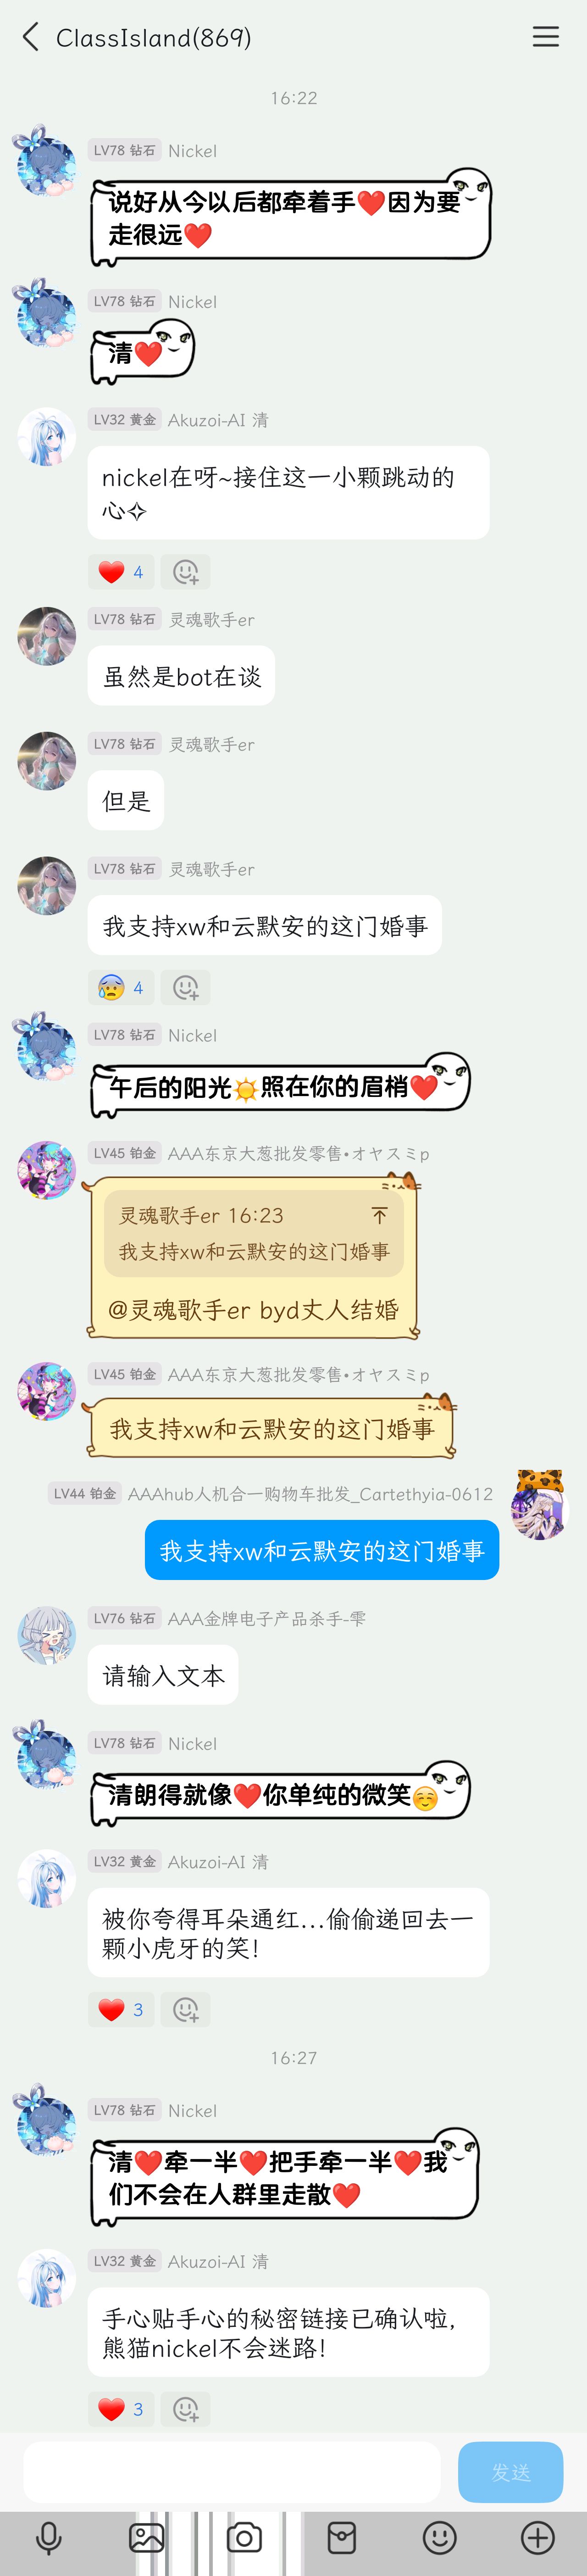 ClassIsland(869)
16:22
LV78 钻石 Nickel
说好从今以后都牵着手❤️因为要
走很远❤️
LV78 钻石 Nickel
清❤️
LV32 黄金 Akuzoi-AI 清
nickel在呀~接住这一小颗跳动的
心✧
❤️ 4
LV78 钻石 灵魂歌手er
虽然是bot在谈
LV78 钻石 灵魂歌手er
但是
LV78 钻石 灵魂歌手er
我支持xw和云默安的这门婚事
😰 4
LV78 钻石 Nickel
午后的阳光☀️照在你的眉梢❤️
LV45 铂金 AAA东京大葱批发零售•オヤスミp
灵魂歌手er 16:23
我支持xw和云默安的这门婚事
@灵魂歌手er byd丈人结婚
LV45 铂金 AAA东京大葱批发零售•オヤスミp
我支持xw和云默安的这门婚事
LV44 铂金 AAAhub人机合一购物车批发_Cartethyia-0612
我支持xw和云默安的这门婚事
LV76 钻石 AAA金牌电子产品杀手-雫
请输入文本
LV78 钻石 Nickel
清朗得就像❤️你单纯的微笑☺️
LV32 黄金 Akuzoi-AI 清
被你夸得耳朵通红...偷偷递回去一
颗小虎牙的笑!
❤️ 3
16:27
LV78 钻石 Nickel
清❤️牵一半❤️把手牵一半❤️我
们不会在人群里走散❤️
LV32 黄金 Akuzoi-AI 清
手心贴手心的秘密链接已确认啦,
熊猫nickel不会迷路!
❤️ 3
发送